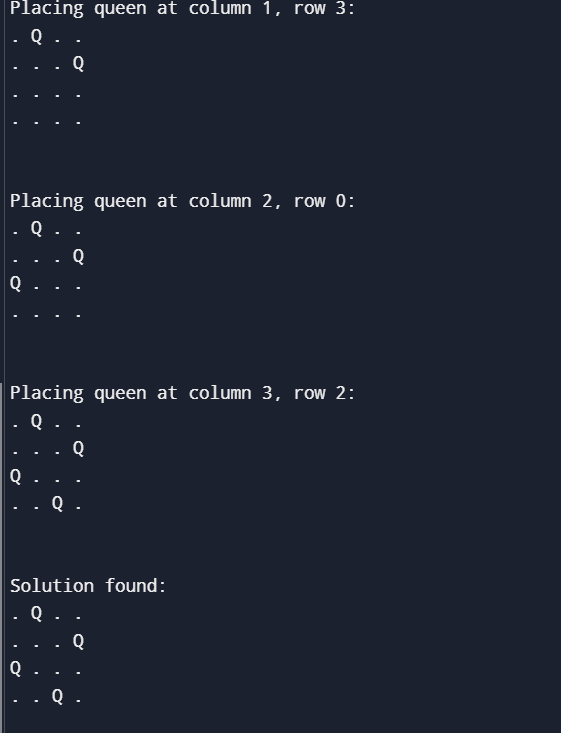 Placing queen at column 1, row 3:
. Q . .
. . . Q
. . . .
. . . .
Placing queen at column 2, row 0:
. Q . .
. . . Q
Q . . .
. . . .
Placing queen at column 3, row 2:
. Q . .
. . . Q
Q . . .
. . Q .
Solution found:
. Q . .
. . . Q
Q . . .
. . Q .